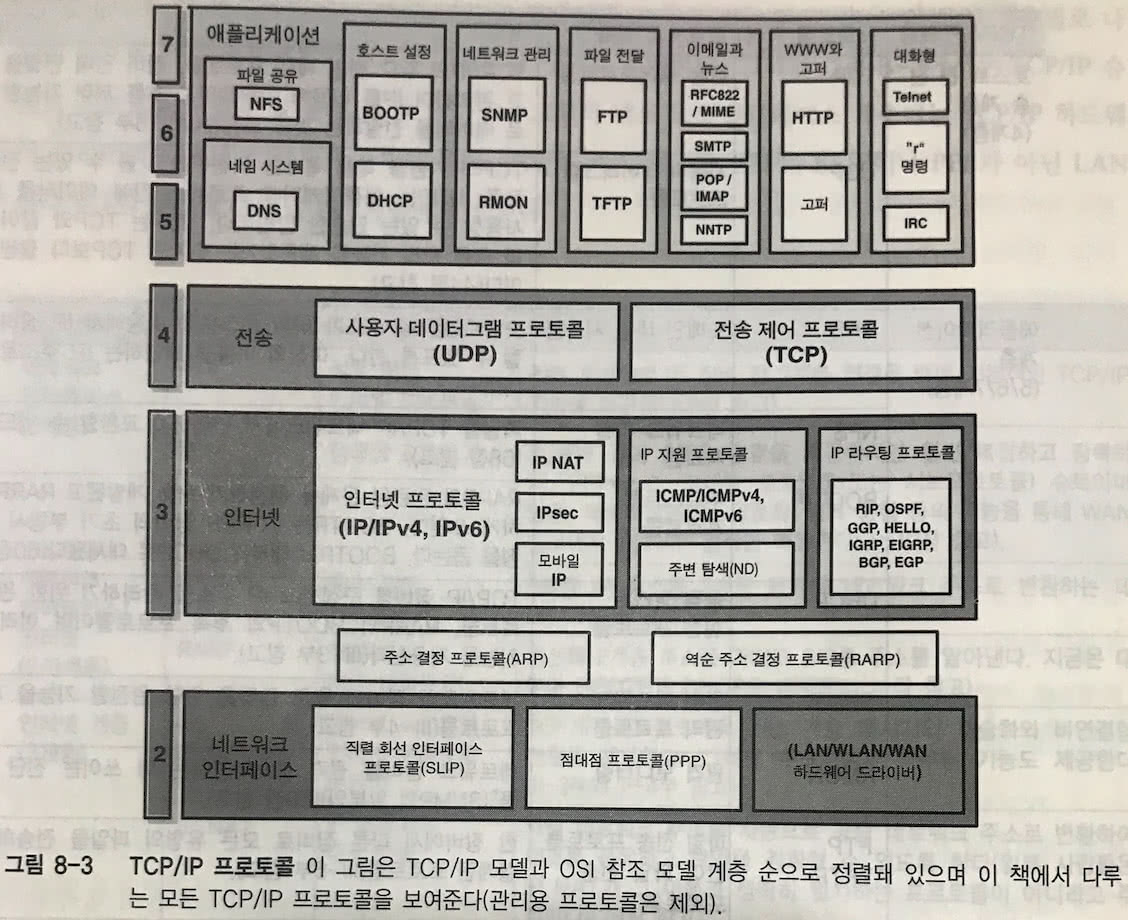 7
애플리케이션
파일 공유
NFS
6
네임 시스템
5
DNS
호스트 설정
BOOTP
DHCP
네트워크 관리
SNMP
RMON
파일 전달
FTP
TFTP
이메일과
뉴스
RFC822
/ MIME
SMTP
POP /
IMAP
NNTP
WWW와
고퍼
HTTP
고퍼
대화형
Telnet
"r"
명령
IRC
4
전송
사용자 데이터그램 프로토콜
(UDP)
전송 제어 프로토콜
(TCP)
3
인터넷
인터넷 프로토콜
(IP/IPv4, IPv6)
IP NAT
IPsec
모바일
IP
IP 지원 프로토콜
ICMP/ICMPv4,
ICMPv6
주변 탐색(ND)
IP 라우팅 프로토콜
RIP, OSPF,
GGP, HELLO,
IGRP, EIGRP,
BGP, EGP
주소 결정 프로토콜(ARP)
역순 주소 결정 프로토콜(RARP)
2
네트워크
인터페이스
직렬 회선 인터페이스
프로토콜(SLIP)
점대점 프로토콜(PPP)
(LAN/WLAN/WAN
하드웨어 드라이버)
그림 8-3 TCP/IP 프로토콜 이 그림은 TCP/IP 모델과 OSI 참조 모델 계층 순으로 정렬돼 있으며 이 책에서 다루
는 모든 TCP/IP 프로토콜을 보여준다(관리용 프로토콜은 제외).